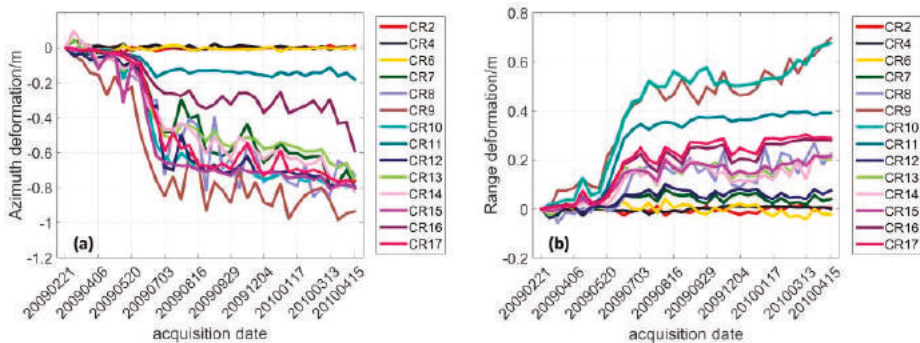 0
-0.2
-0.4
-0.6
-0.8
-1
-1.2
Azimuth deformation/m
(a)
20090221
20090406
20090520
20090703
20090816
20090929
20091204
20100117
20100313
20100415
acquisition date
CR2
CR4
CR6
CR7
CR8
CR9
CR10
CR11
CR12
CR13
CR14
CR15
CR16
CR17
0.8
0.6
0.4
0.2
0
-0.2
Range deformation/m
(b)
20090221
20090406
20090520
20090703
20090816
20090929
20091204
20100117
20100313
20100415
acquisition date
CR2
CR4
CR6
CR7
CR8
CR9
CR10
CR11
CR12
CR13
CR14
CR15
CR16
CR17